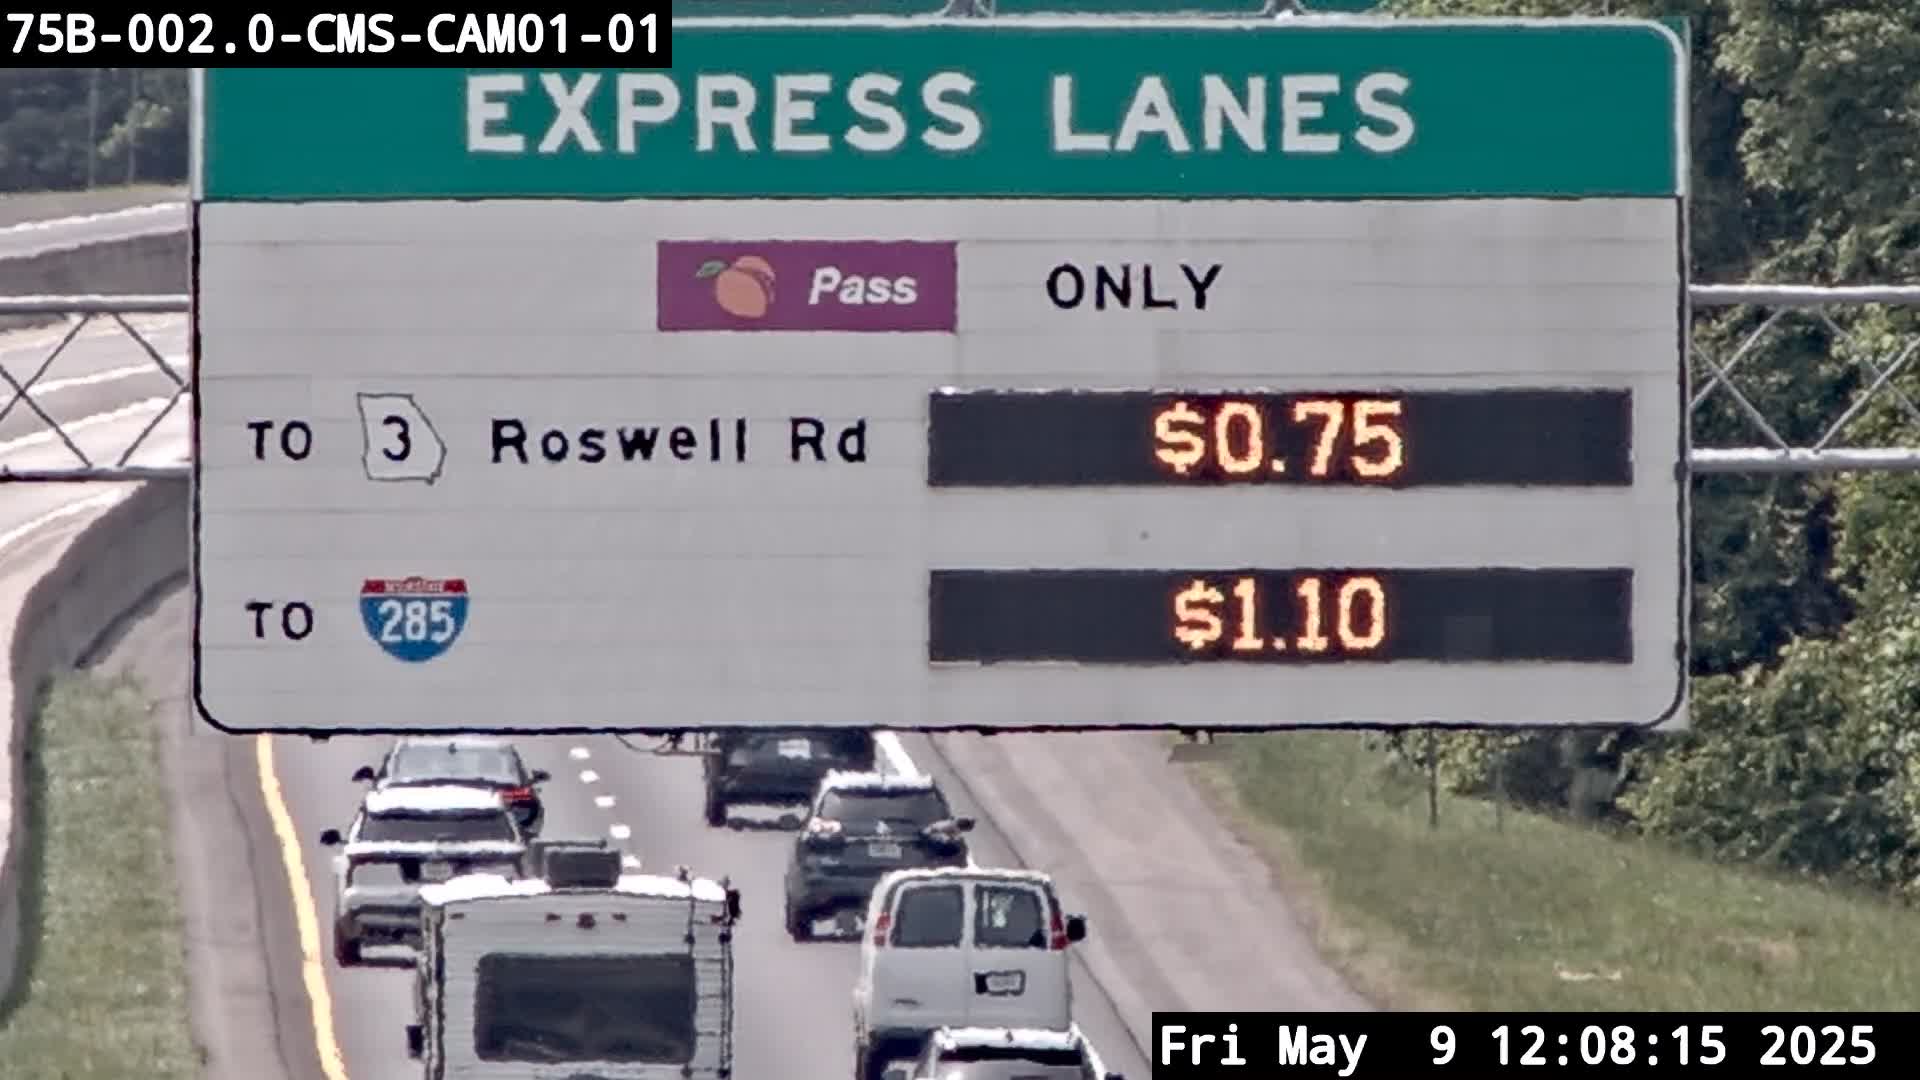 75B-002.0-CMS-CAM01-01
EXPRESS LANES
Pass ONLY
TO 3 Roswell Rd $0.75
TO 285 $1.10
Fri May 9 12:08:15 2025